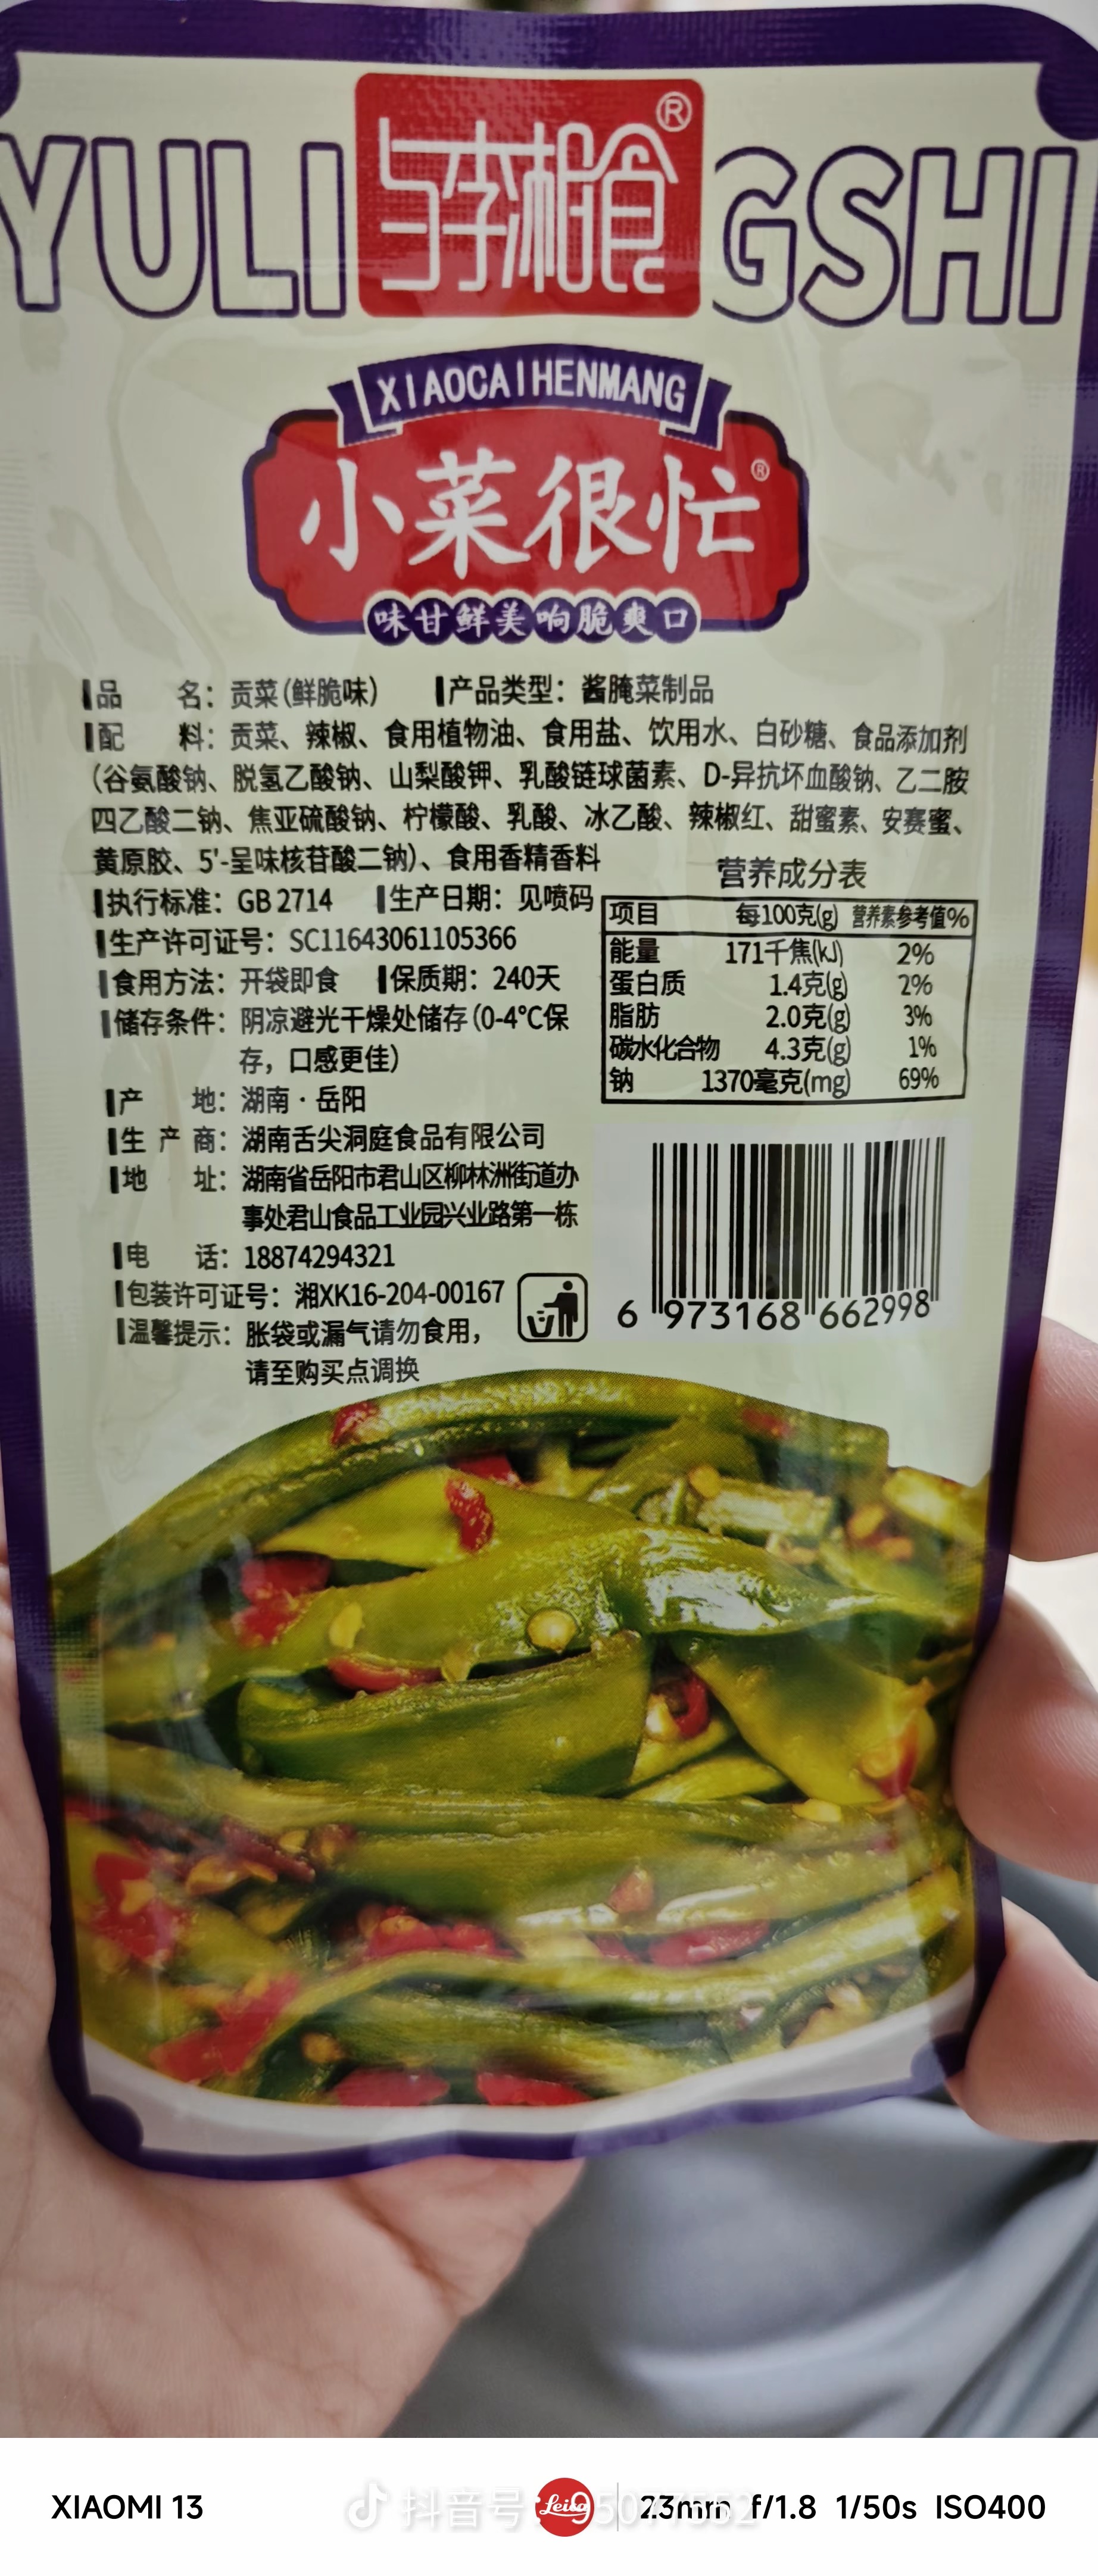 YULI 与李湘食® GSHI
XIAOCAIHENMANG
小菜很忙®
味甘鲜美响脆爽口
品名：贡菜（鲜脆味） 产品类型：酱腌菜制品
配料：贡菜、辣椒、食用植物油、食用盐、饮用水、白砂糖、食品添加剂
（谷氨酸钠、脱氢乙酸钠、山梨酸钾、乳酸链球菌素、D-异抗坏血酸钠、乙二胺
四乙酸二钠、焦亚硫酸钠、柠檬酸、乳酸、冰乙酸、辣椒红、甜蜜素、安赛蜜、
黄原胶、5'-呈味核苷酸二钠）、食用香精香料
执行标准：GB 2714 生产日期：见喷码
生产许可证号：SC11643061105366
食用方法：开袋即食 保质期：240天
储存条件：阴凉避光干燥处储存（0-4℃保
存，口感更佳）
产地：湖南·岳阳
生产商：湖南舌尖洞庭食品有限公司
地址：湖南省岳阳市君山区柳林洲街道办
事处君山食品工业园兴业路第一栋
电话：18874294321
包装许可证号：湘XK16-204-00167
温馨提示：胀袋或漏气请勿食用，
请至购买点调换
营养成分表
项目 每100克(g) 营养素参考值%
能量 171千焦(kJ) 2%
蛋白质 1.4克(g) 2%
脂肪 2.0克(g) 3%
碳水化合物 4.3克(g) 1%
钠 1370毫克(mg) 69%
6 973168 662998
XIAOMI 13
抖音号
Leica
23mm f/1.8 1/50s ISO400